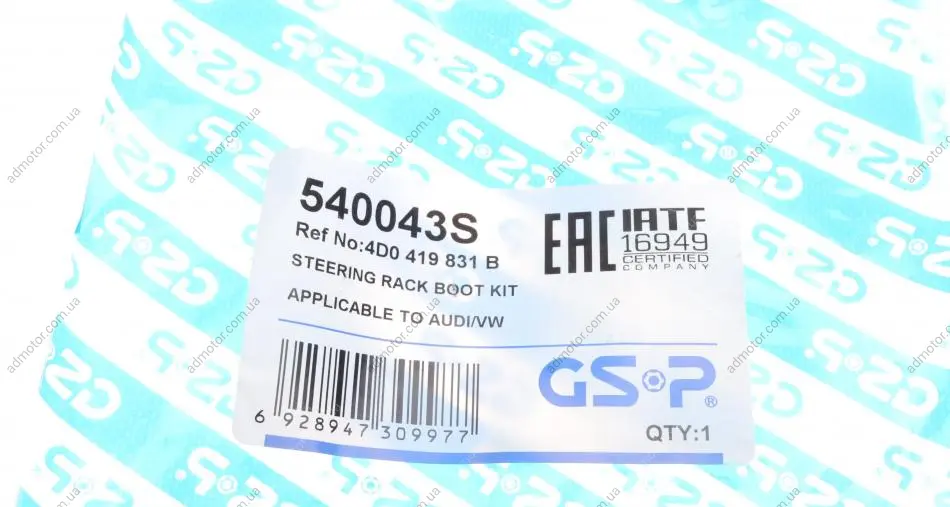 540043S
Ref No:4D0 419 831 B
STEERING RACK BOOT KIT
APPLICABLE TO AUDI/VW
EAC
IATF
16949
CERTIFIED
COMPANY
GSP®
QTY:1
6 928947 309977
admotor.com.ua